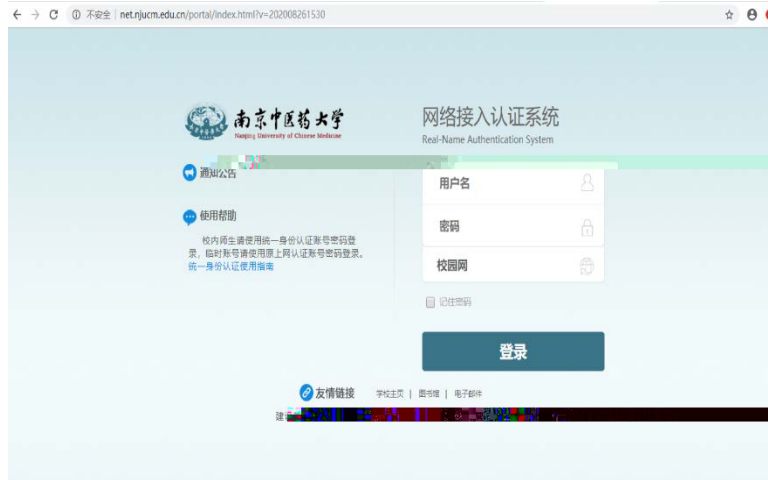 不安全 | net.njucm.edu.cn/portal/index.html?v=202008261530
南京中医药大学
Nanjing University of Chinese Medicine
网络接入认证系统
Real-Name Authentication System
通知公告
使用帮助
校内师生请使用统一身份认证账号密码登
录，临时账号请使用原上网认证账号密码登录。
统一身份认证使用指南
用户名
密码
校园网
记住密码
登录
友情链接 学校主页 | 图书馆 | 电子邮件
建